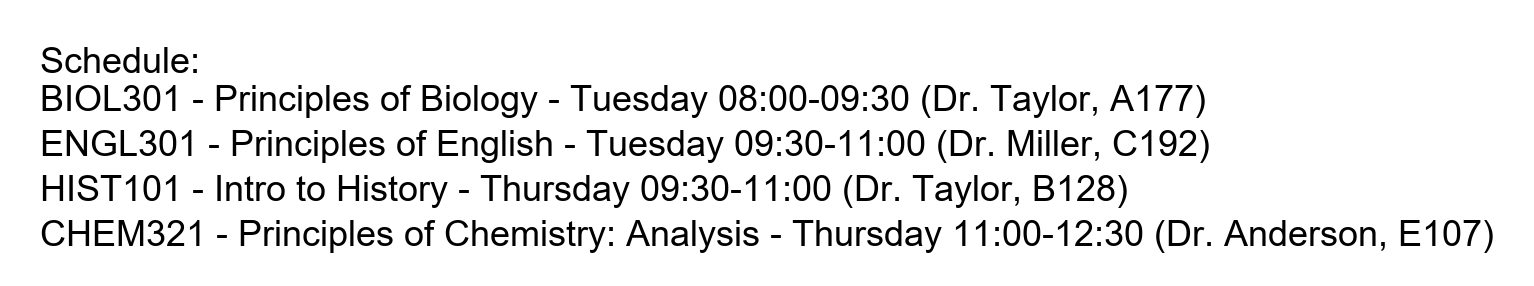 Schedule:
BIOL301 - Principles of Biology - Tuesday 08:00-09:30 (Dr. Taylor, A177)
ENGL301 - Principles of English - Tuesday 09:30-11:00 (Dr. Miller, C192)
HIST101 - Intro to History - Thursday 09:30-11:00 (Dr. Taylor, B128)
CHEM321 - Principles of Chemistry: Analysis - Thursday 11:00-12:30 (Dr. Anderson, E107)